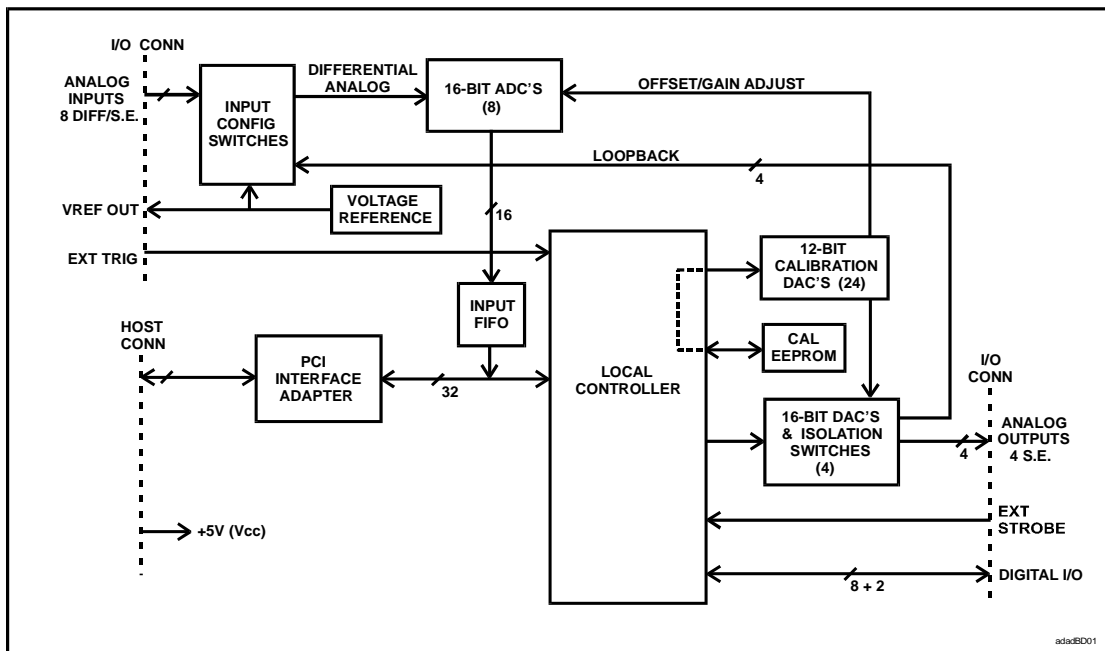 I/O CONN
ANALOG
INPUTS
8 DIFF/S.E.
INPUT
CONFIG
SWITCHES
DIFFERENTIAL
ANALOG
16-BIT ADC'S
(8)
OFFSET/GAIN ADJUST
LOOPBACK
4
VREF OUT
VOLTAGE
REFERENCE
16
EXT TRIG
12-BIT
CALIBRATION
DAC'S (24)
INPUT
FIFO
HOST
CONN
PCI
INTERFACE
ADAPTER
32
LOCAL
CONTROLLER
CAL
EEPROM
I/O
CONN
16-BIT DAC'S
& ISOLATION
SWITCHES
(4)
4
ANALOG
OUTPUTS
4 S.E.
+5V (Vcc)
EXT
STROBE
8 + 2
DIGITAL I/O
adadBD01